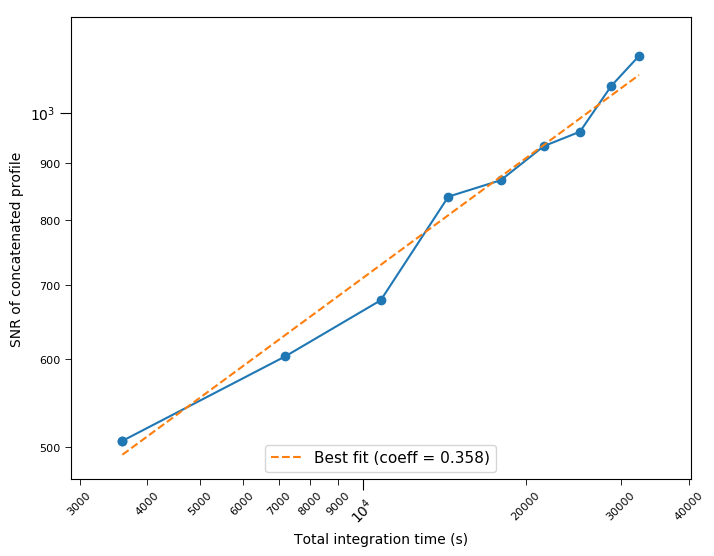 SNR of concatenated profile
10³
900
800
700
600
500
Best fit (coeff = 0.358)
3000 4000 5000 6000 7000 8000 9000 10⁴ 20000 30000 40000
Total integration time (s)